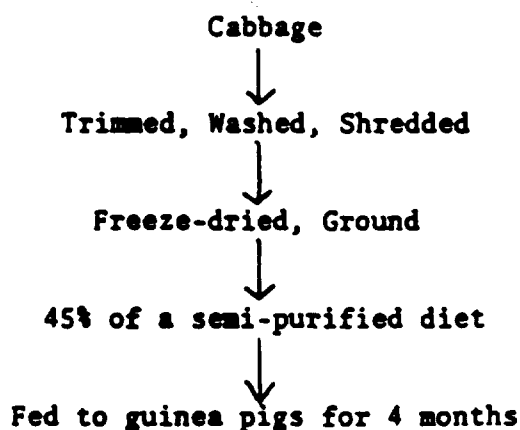 Cabbage
Trimmed, Washed, Shredded
Freeze-dried, Ground
45% of a semi-purified diet
Fed to guinea pigs for 4 months